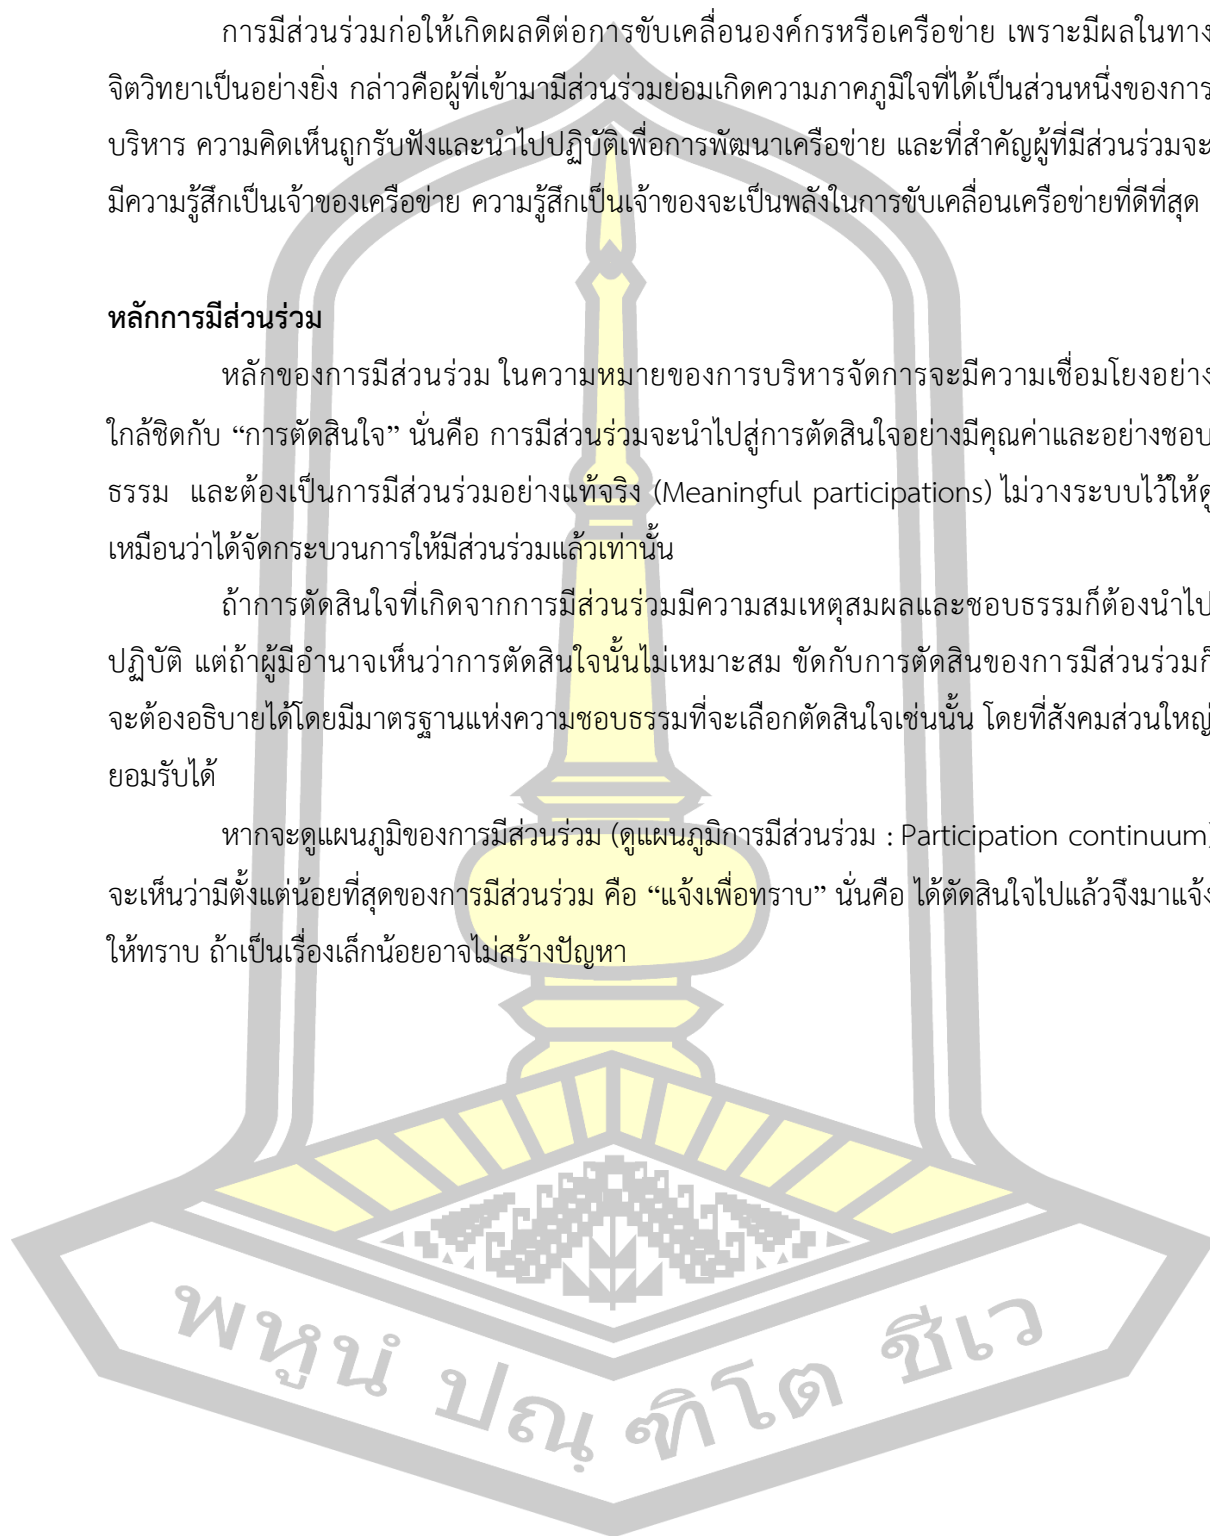 การมีส่วนร่วมก่อให้เกิดผลดีต่อการขับเคลื่อนองค์กรหรือเครือข่าย เพราะมีผลในทาง
จิตวิทยาเป็นอย่างยิ่ง กล่าวคือผู้ที่เข้ามามีส่วนร่วมย่อมเกิดความภาคภูมิใจที่ได้เป็นส่วนหนึ่งของการ
บริหาร ความคิดเห็นถูกรับฟังและนำไปปฏิบัติเพื่อการพัฒนาเครือข่าย และที่สำคัญผู้ที่มีส่วนร่วมจะ
มีความรู้สึกเป็นเจ้าของเครือข่าย ความรู้สึกเป็นเจ้าของจะเป็นพลังในการขับเคลื่อนเครือข่ายที่ดีที่สุด
หลักการมีส่วนร่วม
หลักของการมีส่วนร่วม ในความหมายของการบริหารจัดการจะมีความเชื่อมโยงอย่าง
ใกล้ชิดกับ “การตัดสินใจ” นั่นคือ การมีส่วนร่วมจะนำไปสู่การตัดสินใจอย่างมีคุณค่าและอย่างชอบ
ธรรม และต้องเป็นการมีส่วนร่วมอย่างแท้จริง (Meaningful participations) ไม่วางระบบไว้ให้ดู
เหมือนว่าได้จัดกระบวนการให้มีส่วนร่วมแล้วเท่านั้น
ถ้าการตัดสินใจที่เกิดจากการมีส่วนร่วมมีความสมเหตุสมผลและชอบธรรมก็ต้องนำไป
ปฏิบัติ แต่ถ้าผู้มีอำนาจเห็นว่าการตัดสินใจนั้นไม่เหมาะสม ขัดกับการตัดสินของการมีส่วนร่วมก็
จะต้องอธิบายได้โดยมีมาตรฐานแห่งความชอบธรรมที่จะเลือกตัดสินใจเช่นนั้น โดยที่สังคมส่วนใหญ่
ยอมรับได้
หากจะดูแผนภูมิของการมีส่วนร่วม (ดูแผนภูมิการมีส่วนร่วม : Participation continuum)
จะเห็นว่ามีตั้งแต่น้อยที่สุดของการมีส่วนร่วม คือ “แจ้งเพื่อทราบ” นั่นคือ ได้ตัดสินใจไปแล้วจึงมาแจ้ง
ให้ทราบ ถ้าเป็นเรื่องเล็กน้อยอาจไม่สร้างปัญหา
พหูนํ ปณฺ ฑิโต ชีเว